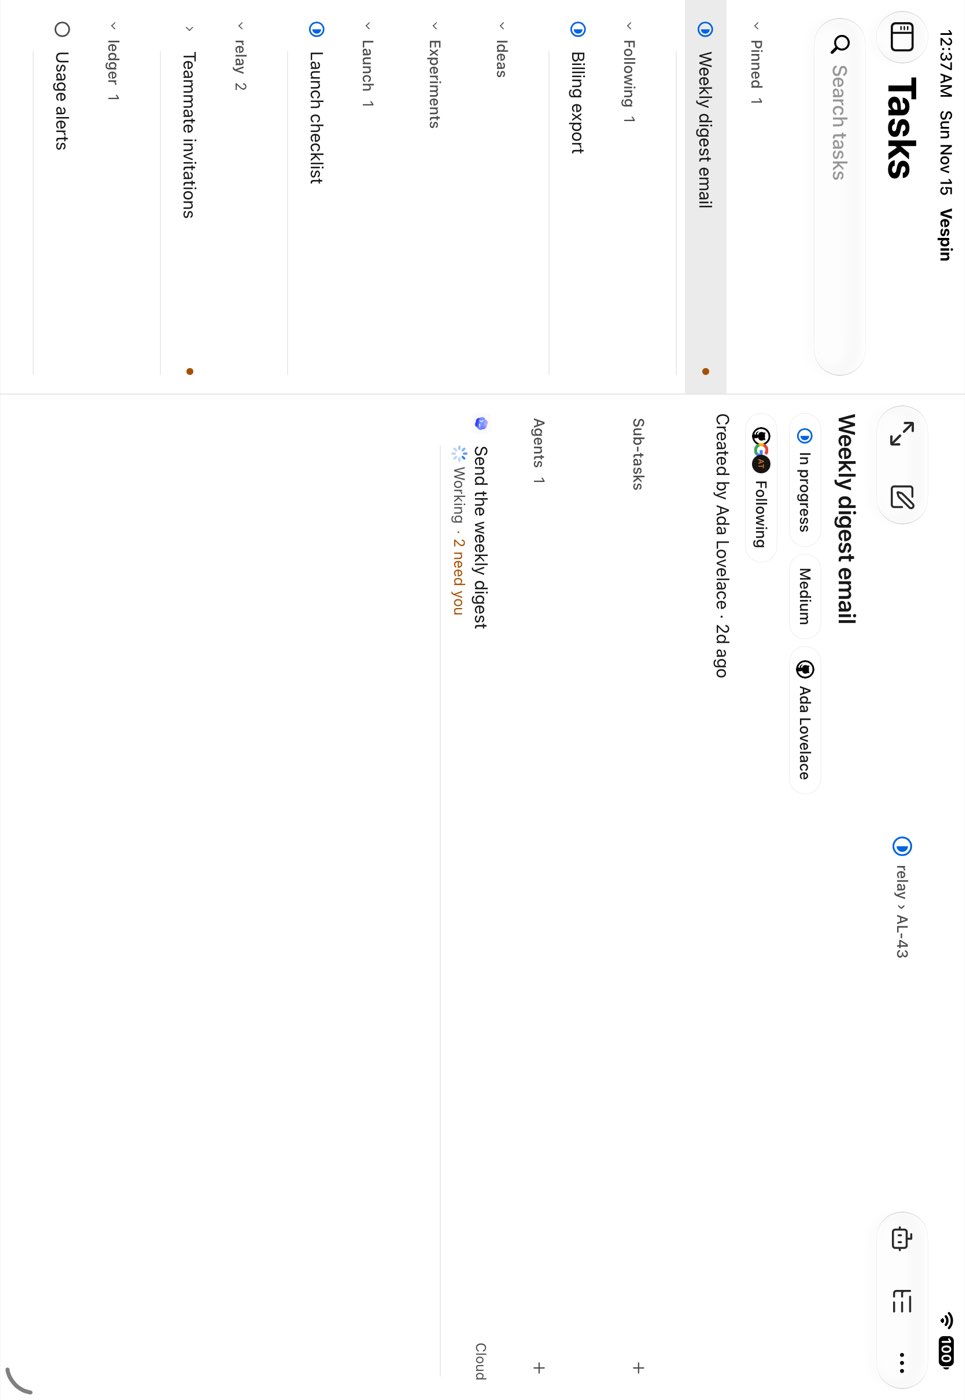 12:37 AM Sun Nov 15 Vespin
100
Tasks
Search tasks
Pinned 1
Weekly digest email
Following 1
Billing export
Ideas
Experiments
Launch 1
Launch checklist
relay 2
Teammate invitations
ledger 1
Usage alerts
relay › AL-43
Weekly digest email
In progress Medium Ada Lovelace
AT Following
Created by Ada Lovelace · 2d ago
Sub-tasks
Agents 1
Send the weekly digest Cloud
Working · 2 need you